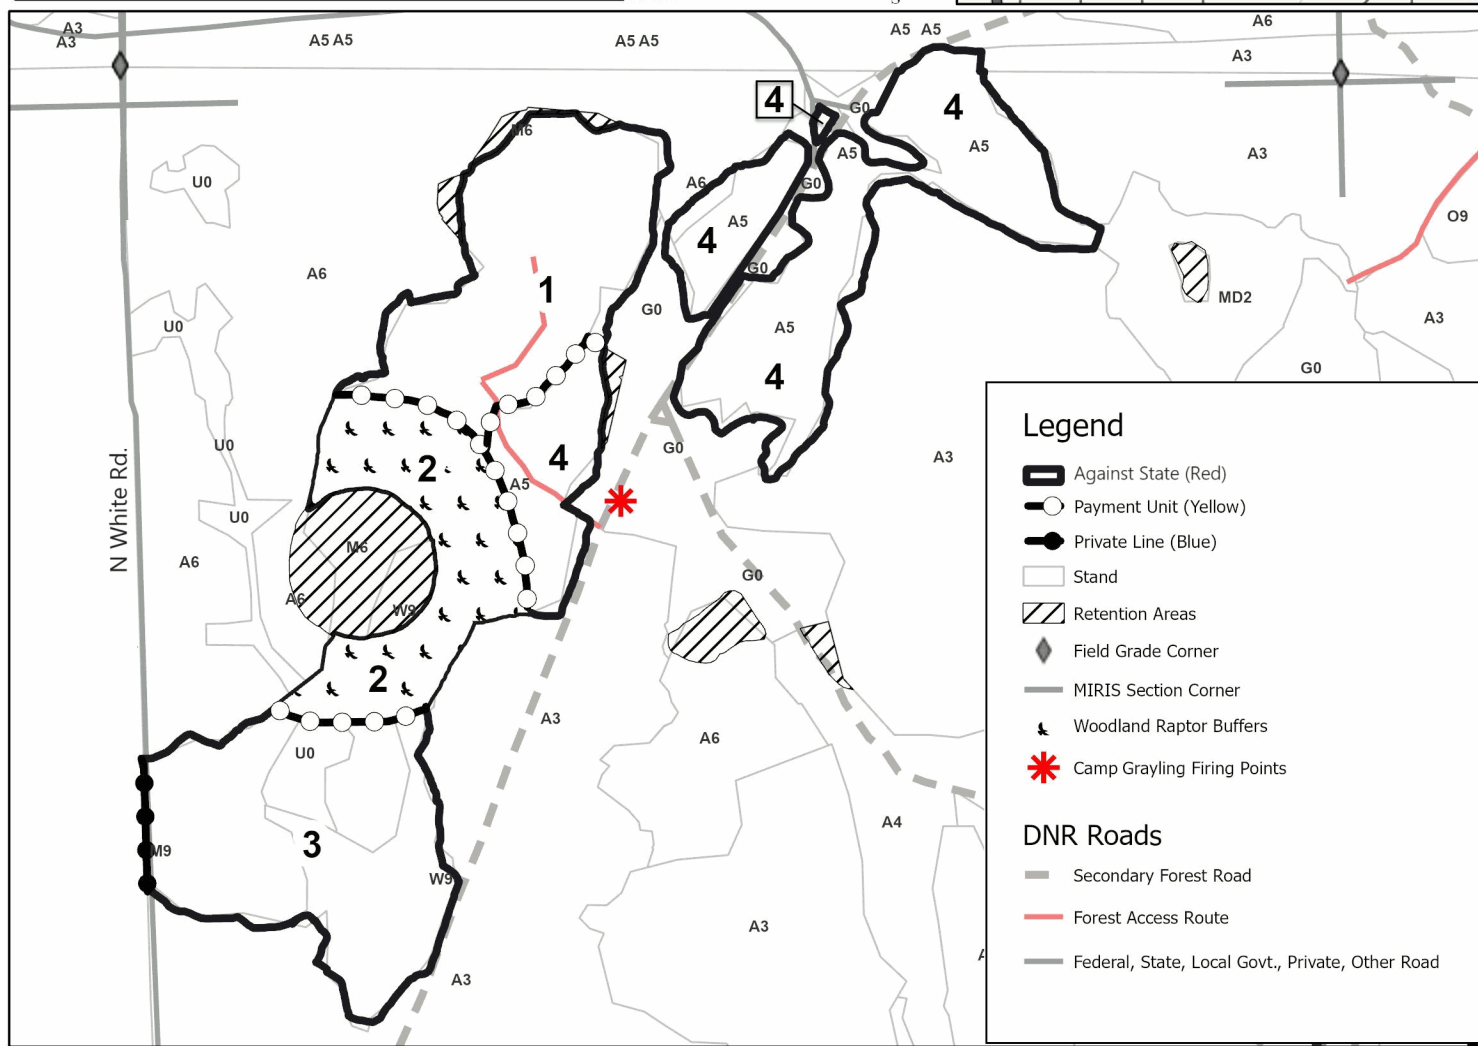 A3
A3
A5 A5
A5 A5
A5 A5
A6
A3
4
G0
4
M6
A5
A5
A3
U0
A6
G0
O9
A5
4
A6
G0
1
MD2
G0
U0
A5
A3
G0
4
U0
G0
A3
4
2
A5
N White Rd.
U0
M6
A6
G0
A6
W9
2
A3
A6
U0
A4
3
M9
W9
A3
A3
Legend
Against State (Red)
Payment Unit (Yellow)
Private Line (Blue)
Stand
Retention Areas
Field Grade Corner
MIRIS Section Corner
Woodland Raptor Buffers
Camp Grayling Firing Points
DNR Roads
Secondary Forest Road
Forest Access Route
Federal, State, Local Govt., Private, Other Road